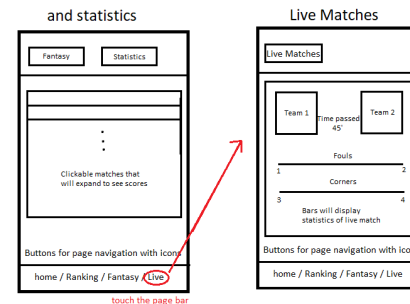 and statistics
Fantasy
Statistics
Clickable matches that
will expand to see scores
Buttons for page navigation with icons
home / Ranking / Fantasy / Live
touch the page bar
Live Matches
Live Matches
Team 1
Time passed
45'
Team 2
Fouls
1
2
Corners
3
4
Bars will display
statistics of live match
Buttons for page navigation with ico
home / Ranking / Fantasy / Live